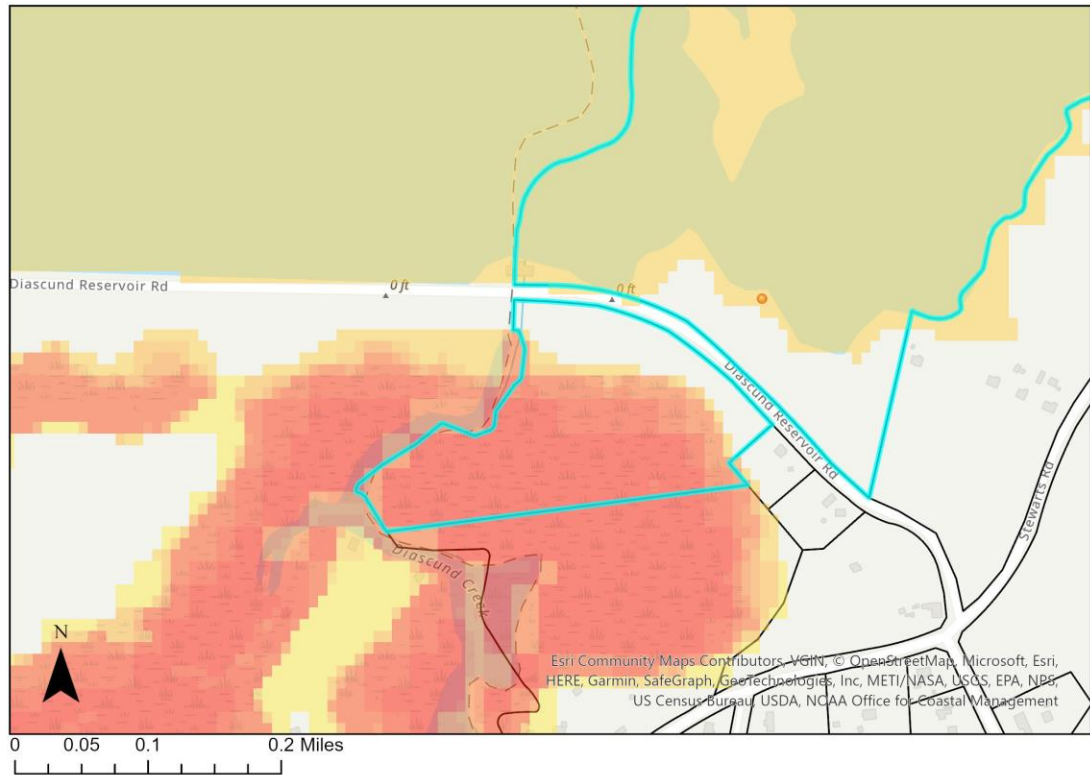 Diascund Reservoir Rd
0 ft
0 ft
Diascund Reservoir Rd
Stewarts Rd
Diascund Creek
N
Esri Community Maps Contributors, VGIN, © OpenStreetMap, Microsoft, Esri,
HERE, Garmin, SafeGraph, GeoTechnologies, Inc, METI/NASA, USGS, EPA, NPS,
US Census Bureau, USDA, NOAA Office for Coastal Management
0 0.05 0.1 0.2 Miles